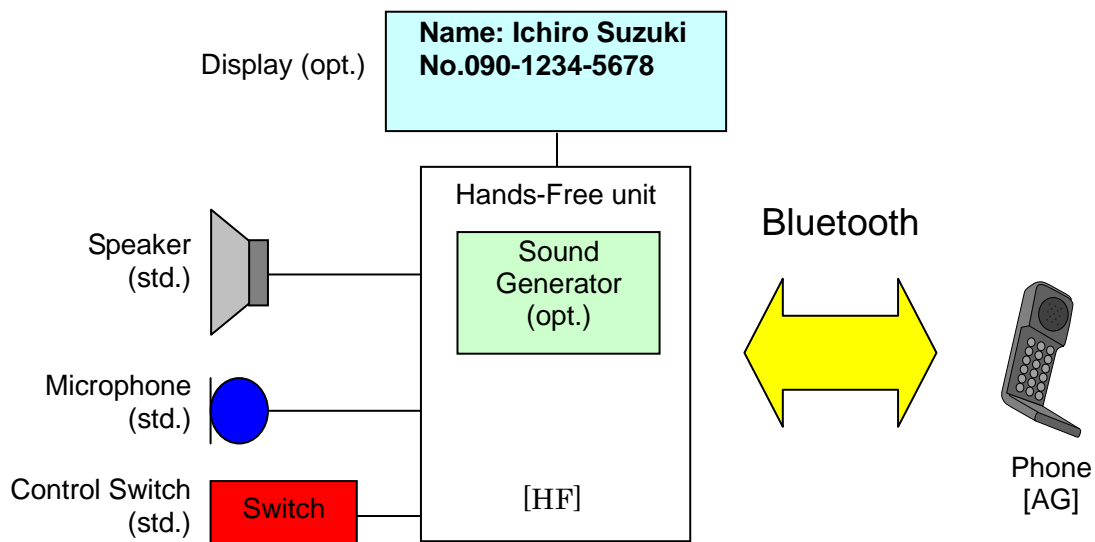 Name: Ichiro Suzuki
No.090-1234-5678
Display (opt.)
Hands-Free unit
Sound
Generator
(opt.)
Bluetooth
Speaker
(std.)
Microphone
(std.)
Control Switch
(std.)
Switch
[HF]
Phone
[AG]